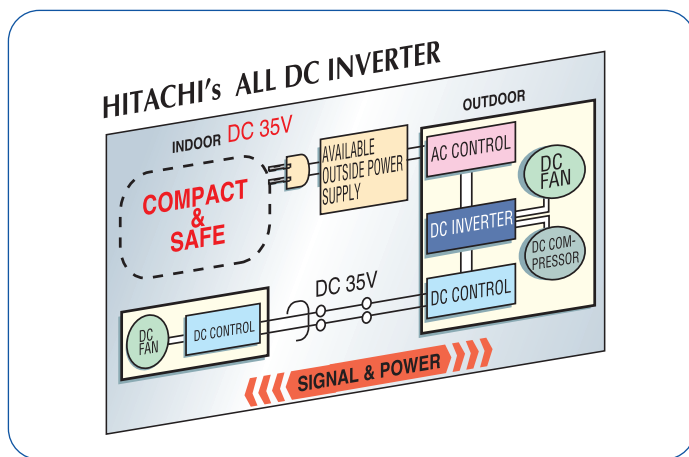 HITACHI's ALL DC INVERTER
INDOOR DC 35V
OUTDOOR
COMPACT
&
SAFE
AVAILABLE
OUTSIDE POWER
SUPPLY
AC CONTROL
DC
FAN
DC INVERTER
DC COM-
PRESSOR
DC CONTROL
DC 35V
DC
FAN
DC CONTROL
SIGNAL & POWER